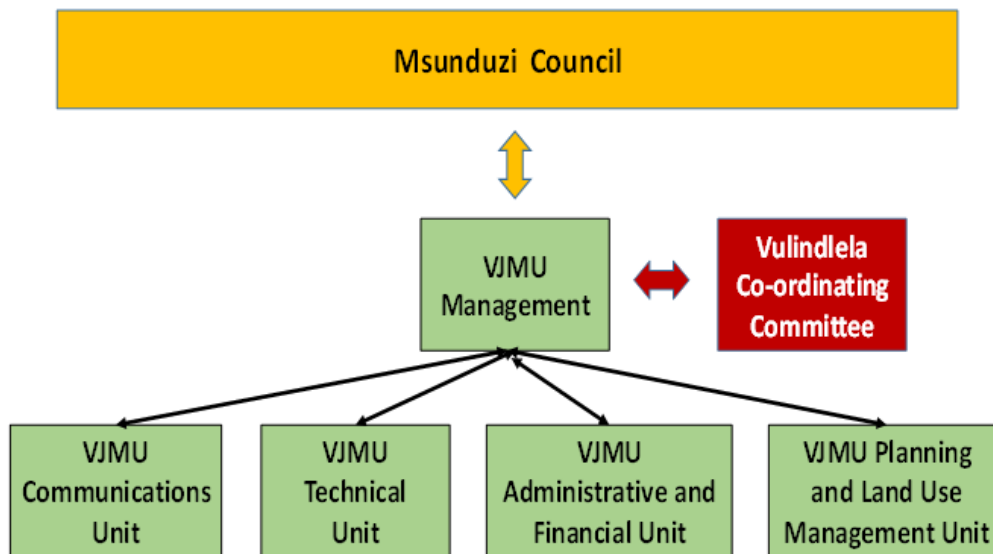 Msunduzi Council
VJMU
Management
Vulindlela
Co-ordinating
Committee
VJMU
Communications
Unit
VJMU
Technical
Unit
VJMU
Administrative and
Financial Unit
VJMU Planning
and Land Use
Management Unit